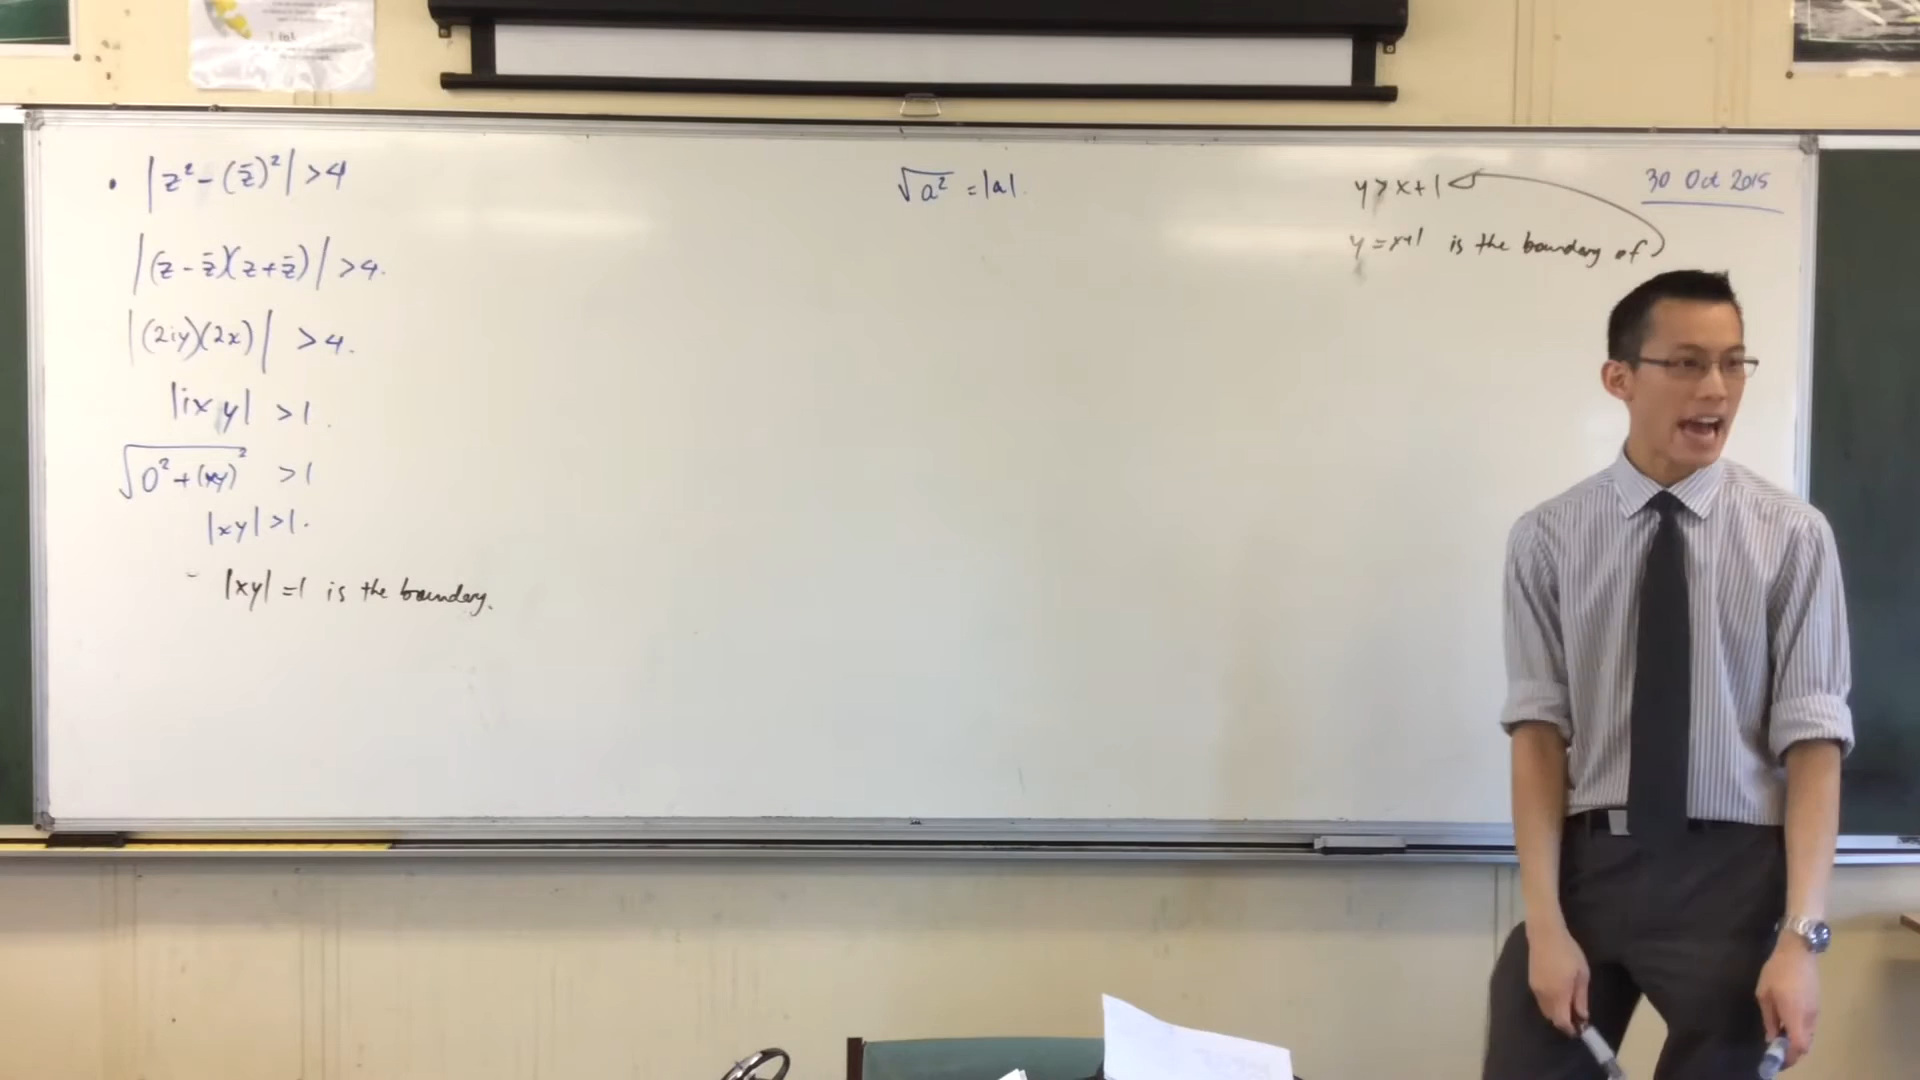 • |z² - (z̄)²| > 4
|(z - z̄)(z + z̄)| > 4.
|(2iy)(2x)| > 4.
|ixy| > 1.
√(0² + (xy)²) > 1
|xy| > 1.
|xy| = 1 is the boundary.
√a² = |a|.
y > x + 1
y = x+1 is the boundary of
30 Oct 2015